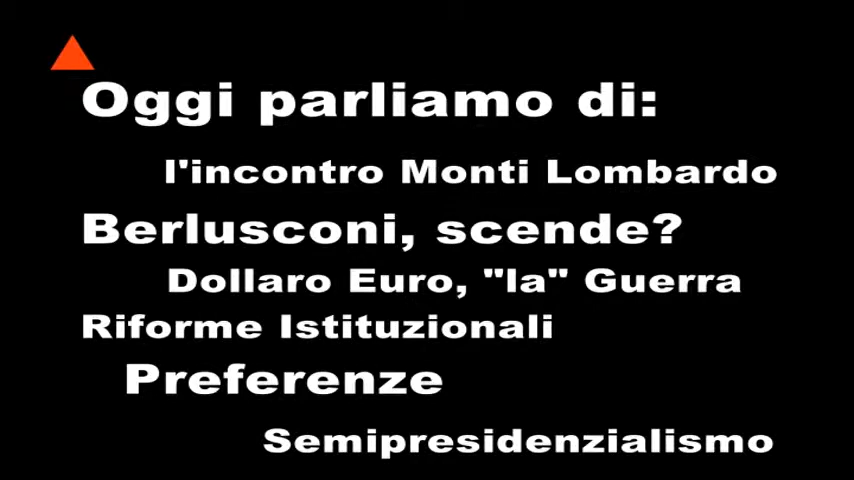 Oggi parliamo di:
l'incontro Monti Lombardo
Berlusconi, scende?
Dollaro Euro, "la" Guerra
Riforme Istituzionali
Preferenze
Semipresidenzialismo